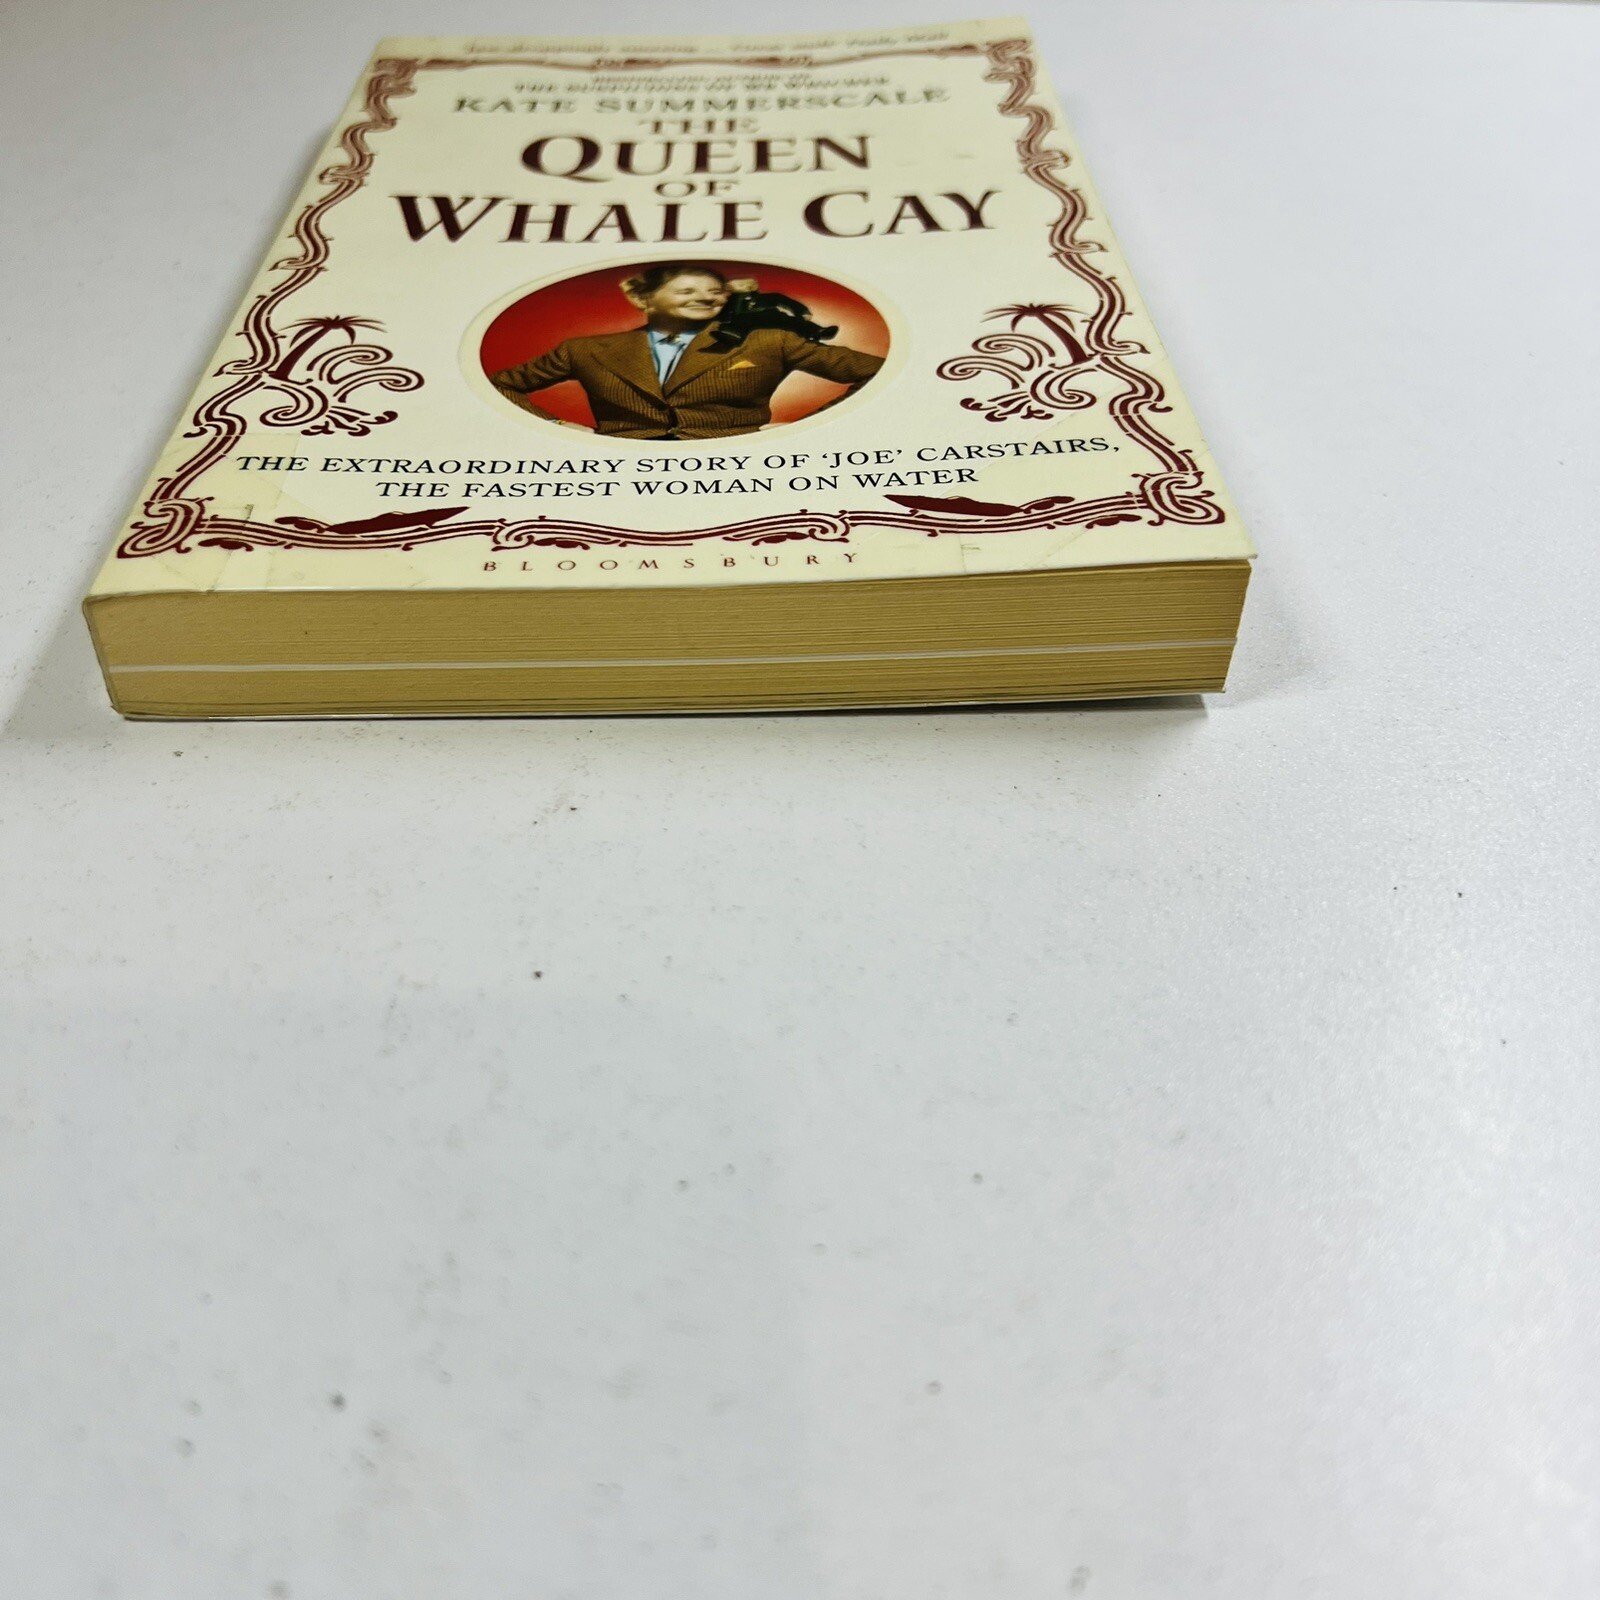 KATE SUMMERSCALE
THE
QUEEN
OF
WHALE CAY
THE EXTRAORDINARY STORY OF ‘JOE’ CARSTAIRS,
THE FASTEST WOMAN ON WATER
BLOOMSBURY